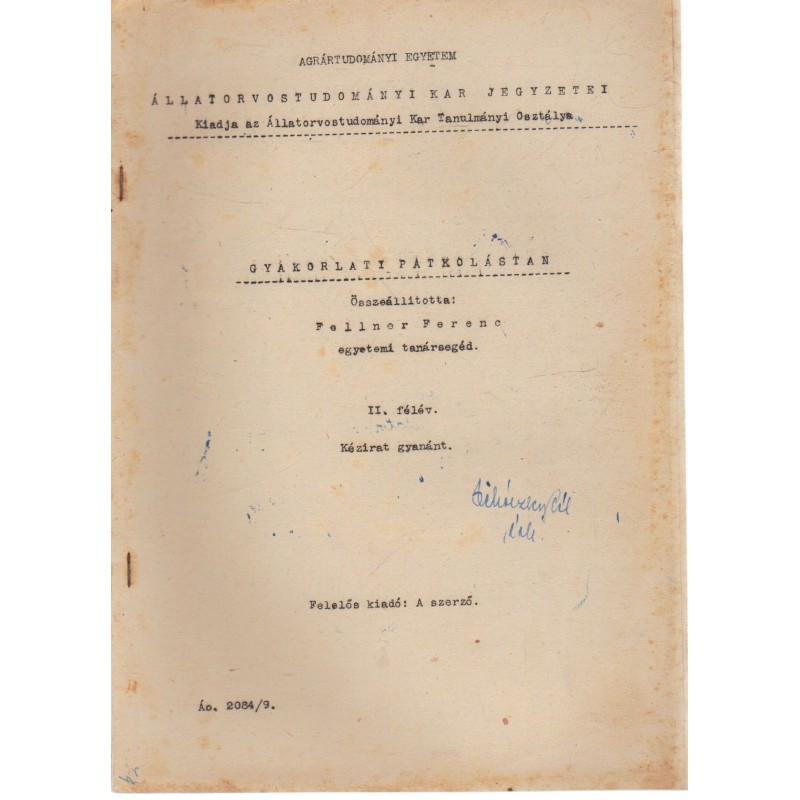 AGRÁRTUDOMÁNYI EGYETEM
ÁLLATORVOSTUDOMÁNYI KAR JEGYZETEI
Kiadja az Állatorvostudományi Kar Tanulmányi Osztálya
GYAKORLATI PATKOLÁSTAN
Összeállitotta:
Fellner Ferenc
egyetemi tanársegéd.
II. félév.
Kézirat gyanánt.
Felelős kiadó: A szerző.
Áo. 2084/9.